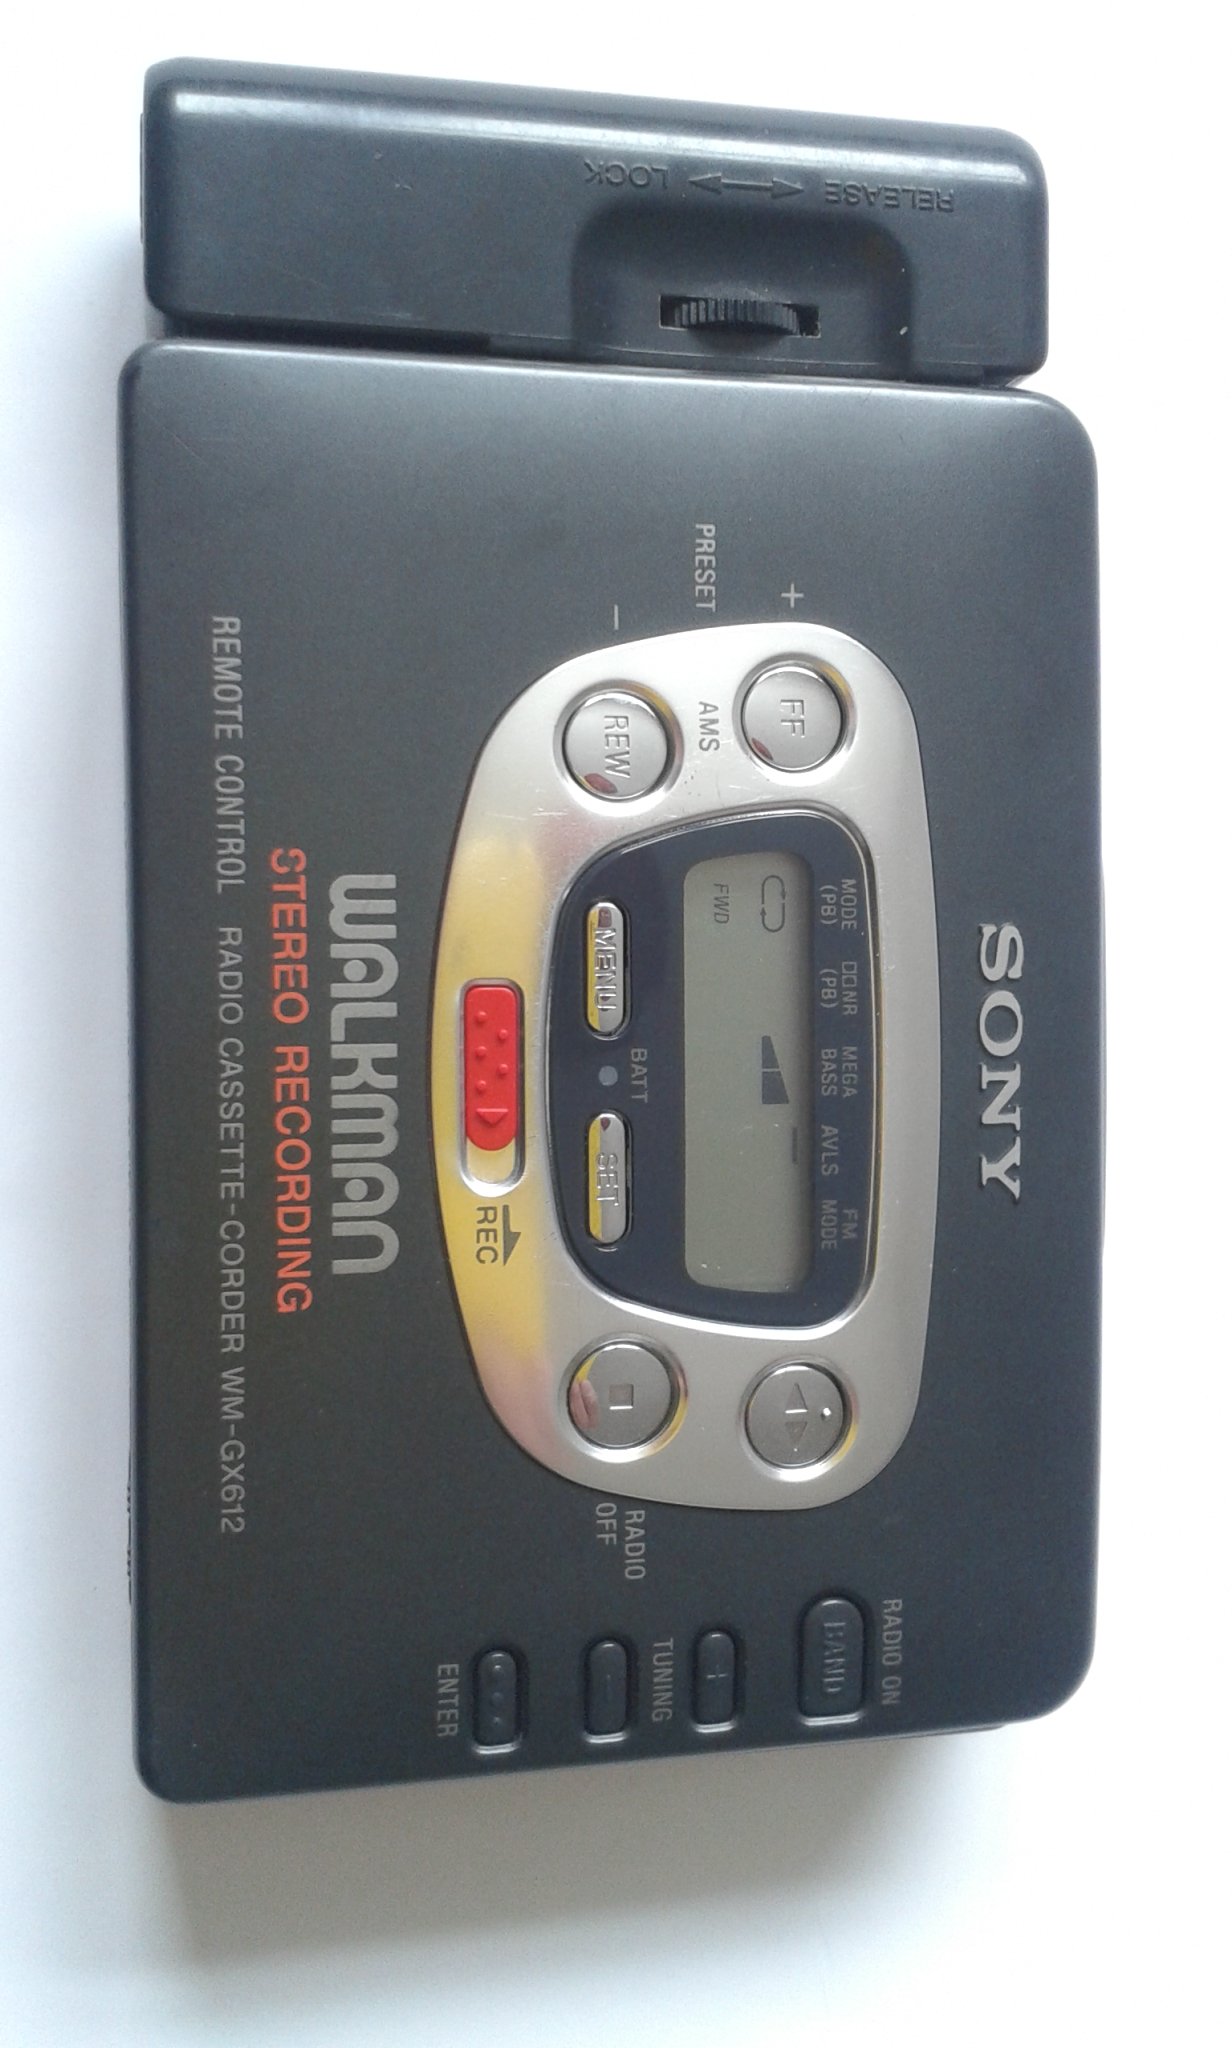 RELEASE
LOCK
SONY
RADIO ON
BAND
+
TUNING
-
ENTER
MODE (PB)
□□NR (PB)
MEGA BASS
AVLS
FM MODE
FWD
+
PRESET
-
FF
AMS
REW
MENU
BATT
SET
REC
RADIO OFF
WALKMAN
STEREO RECORDING
REMOTE CONTROL RADIO CASSETTE-CORDER WM-GX612